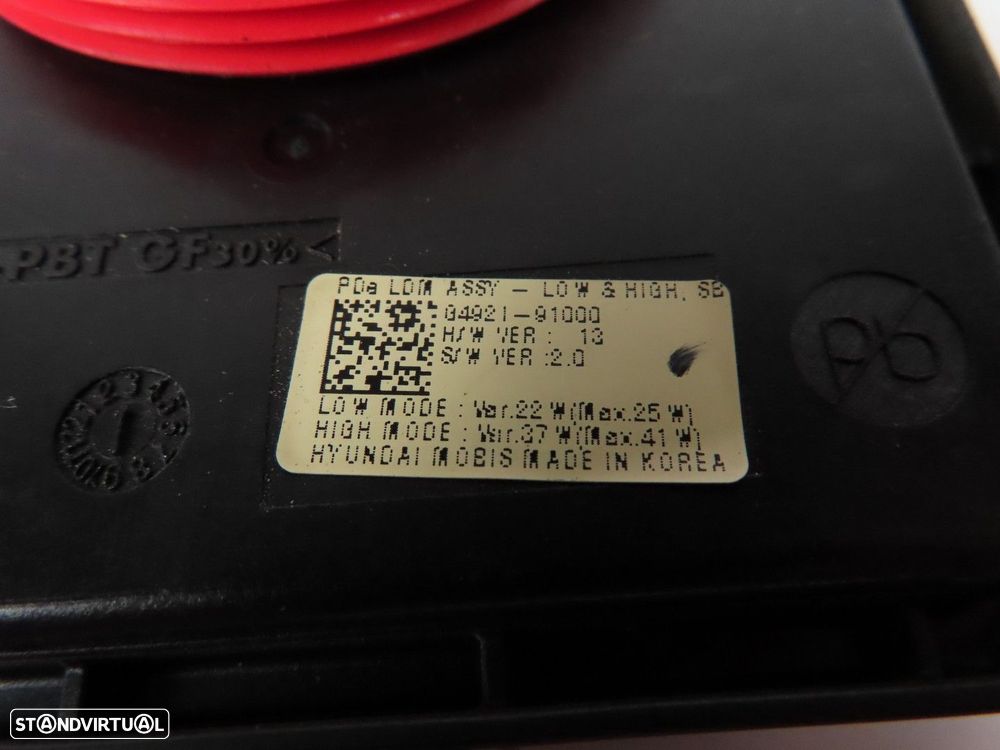 PBT GF30%<
PDa LDM ASSY - LOW & HIGH, SB
94921-91000
H/W VER : 13
S/W VER :2.0
LOW MODE : Var.22 W(Max.25 W)
HIGH MODE : Var.37 W(Max.41 W)
HYUNDAI MOBIS MADE IN KOREA
Pb
STANDVIRTUAL